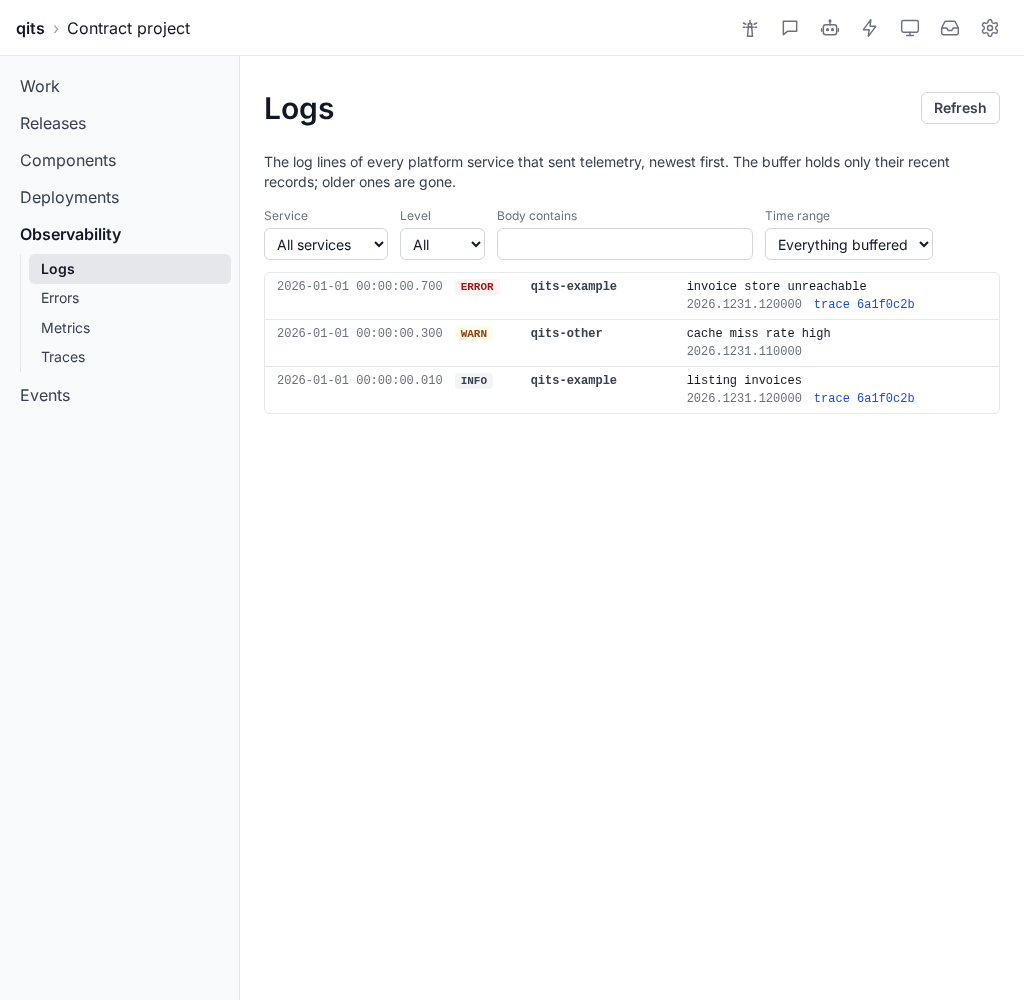 qits › Contract project
Work
Releases
Components
Deployments
Observability
Logs
Errors
Metrics
Traces
Events
Logs
Refresh
The log lines of every platform service that sent telemetry, newest first. The buffer holds only their recent
records; older ones are gone.
Service Level Body contains Time range
All services All Everything buffered
2026-01-01 00:00:00.700 ERROR qits-example invoice store unreachable
2026.1231.120000 trace 6a1f0c2b
2026-01-01 00:00:00.300 WARN qits-other cache miss rate high
2026.1231.110000
2026-01-01 00:00:00.010 INFO qits-example listing invoices
2026.1231.120000 trace 6a1f0c2b